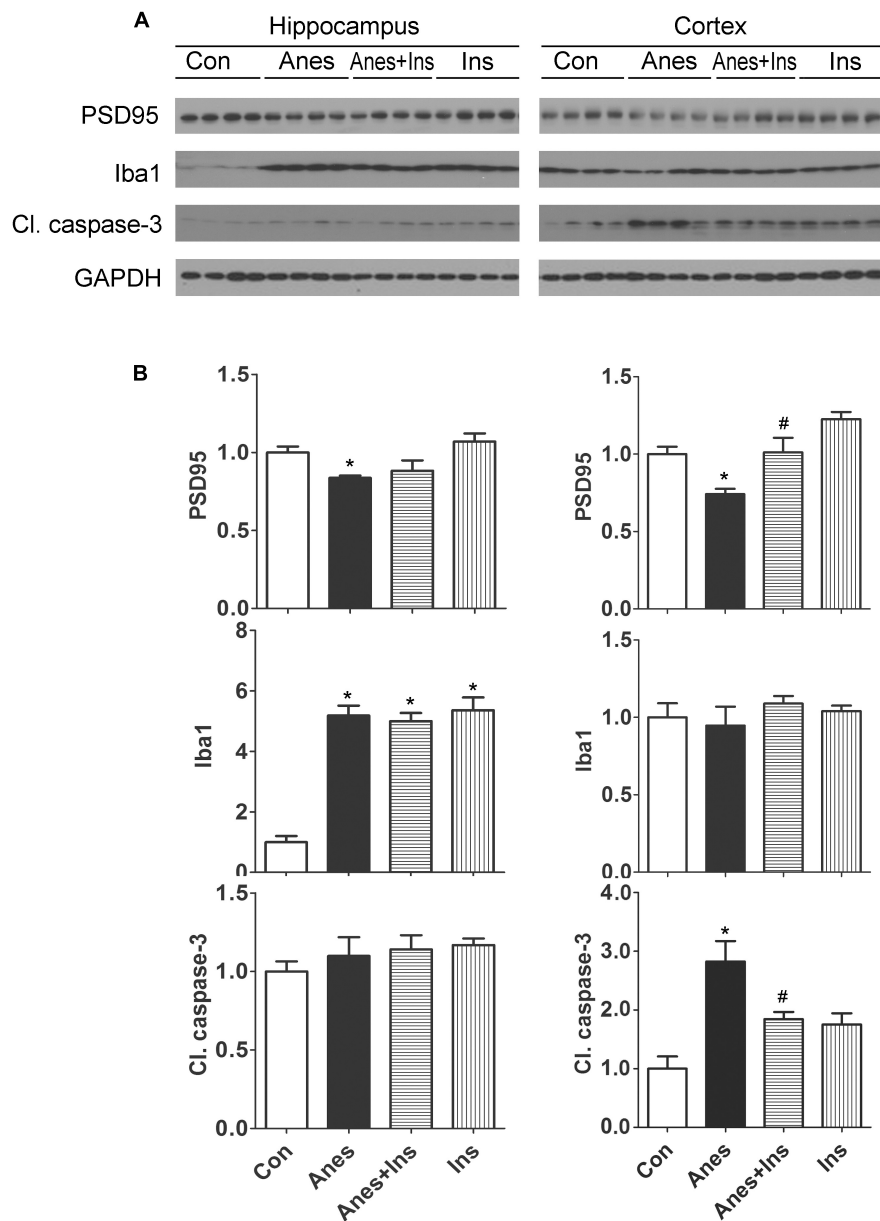 A
Hippocampus Cortex
Con Anes Anes+Ins Ins Con Anes Anes+Ins Ins
PSD95
Iba1
Cl. caspase-3
GAPDH
B
PSD95
1.5
1.0
0.5
0.0
*
PSD95
1.5
1.0
0.5
0.0
*
#
Iba1
8
6
4
2
0
* * *
Iba1
1.5
1.0
0.5
0.0
Cl. caspase-3
1.5
1.0
0.5
0.0
Con Anes Anes+Ins Ins
Cl. caspase-3
4.0
3.0
2.0
1.0
0.0
*
#
Con Anes Anes+Ins Ins